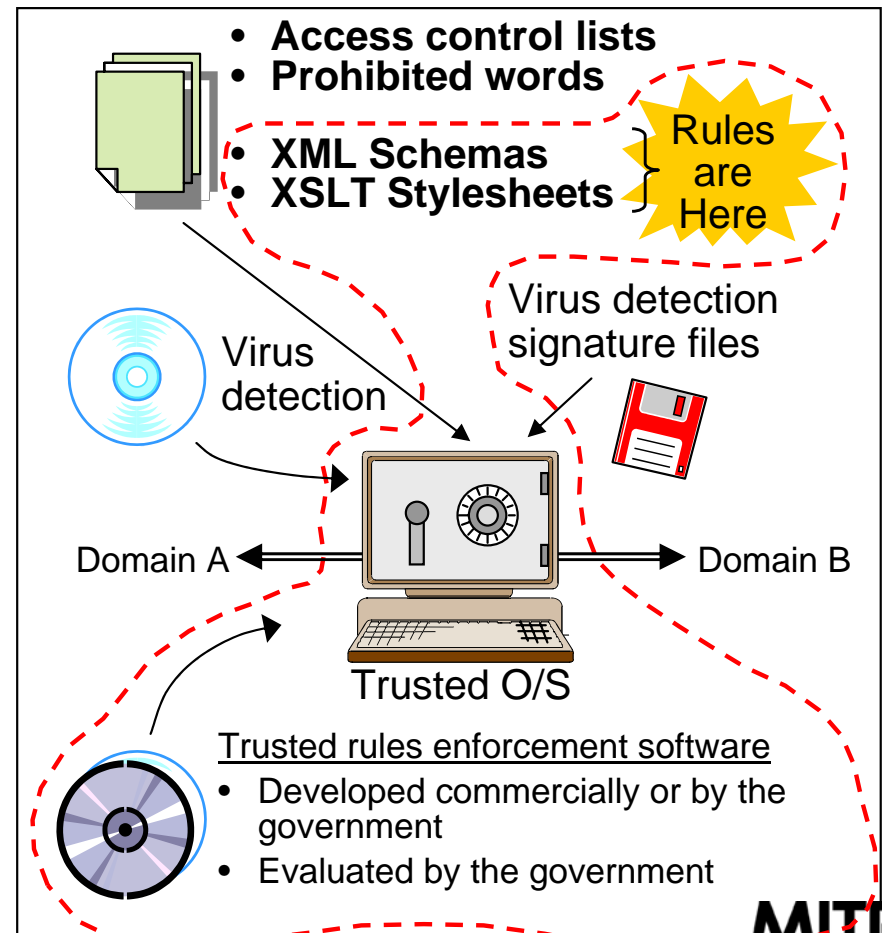 • Access control lists
• Prohibited words
• XML Schemas
• XSLT Stylesheets
Rules
are
Here
Virus detection
signature files
Virus
detection
Domain A
Domain B
Trusted O/S
Trusted rules enforcement software
• Developed commercially or by the
government
• Evaluated by the government